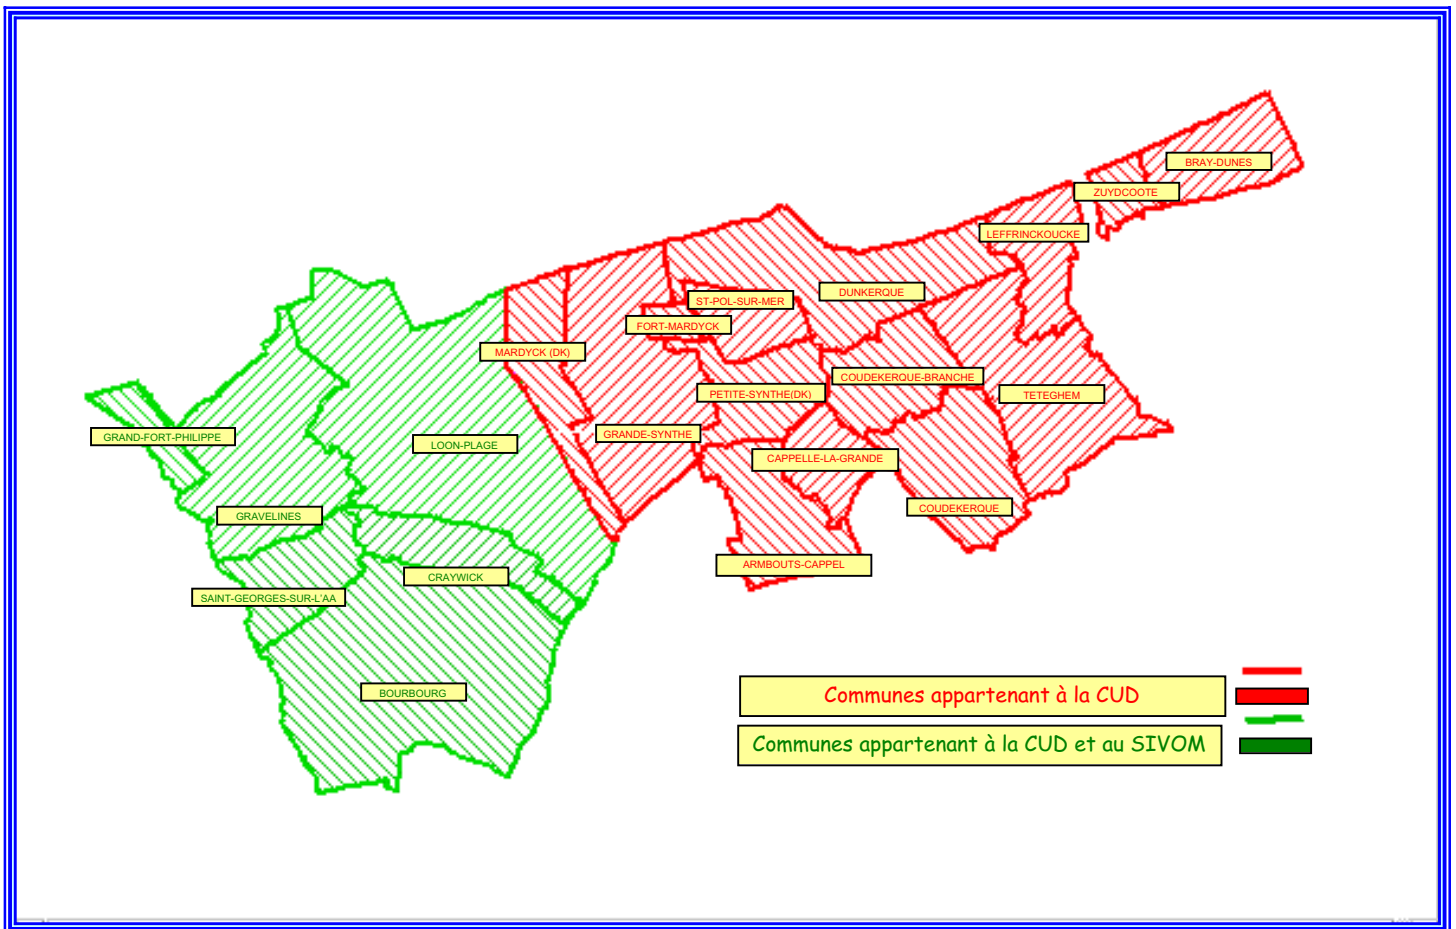 BRAY-DUNES
ZUYDCOOTE
LEFFRINCKOUCKE
DUNKERQUE
ST-POL-SUR-MER
FORT-MARDYCK
MARDYCK (DK)
COUDEKERQUE-BRANCHE
PETITE-SYNTHE(DK)
TETEGHEM
GRANDE-SYNTHE
GRAND-FORT-PHILIPPE
LOON-PLAGE
CAPPELLE-LA-GRANDE
COUDEKERQUE
GRAVELINES
ARMBOUTS-CAPPEL
CRAYWICK
SAINT-GEORGES-SUR-L'AA
BOURBOURG
Communes appartenant à la CUD
Communes appartenant à la CUD et au SIVOM